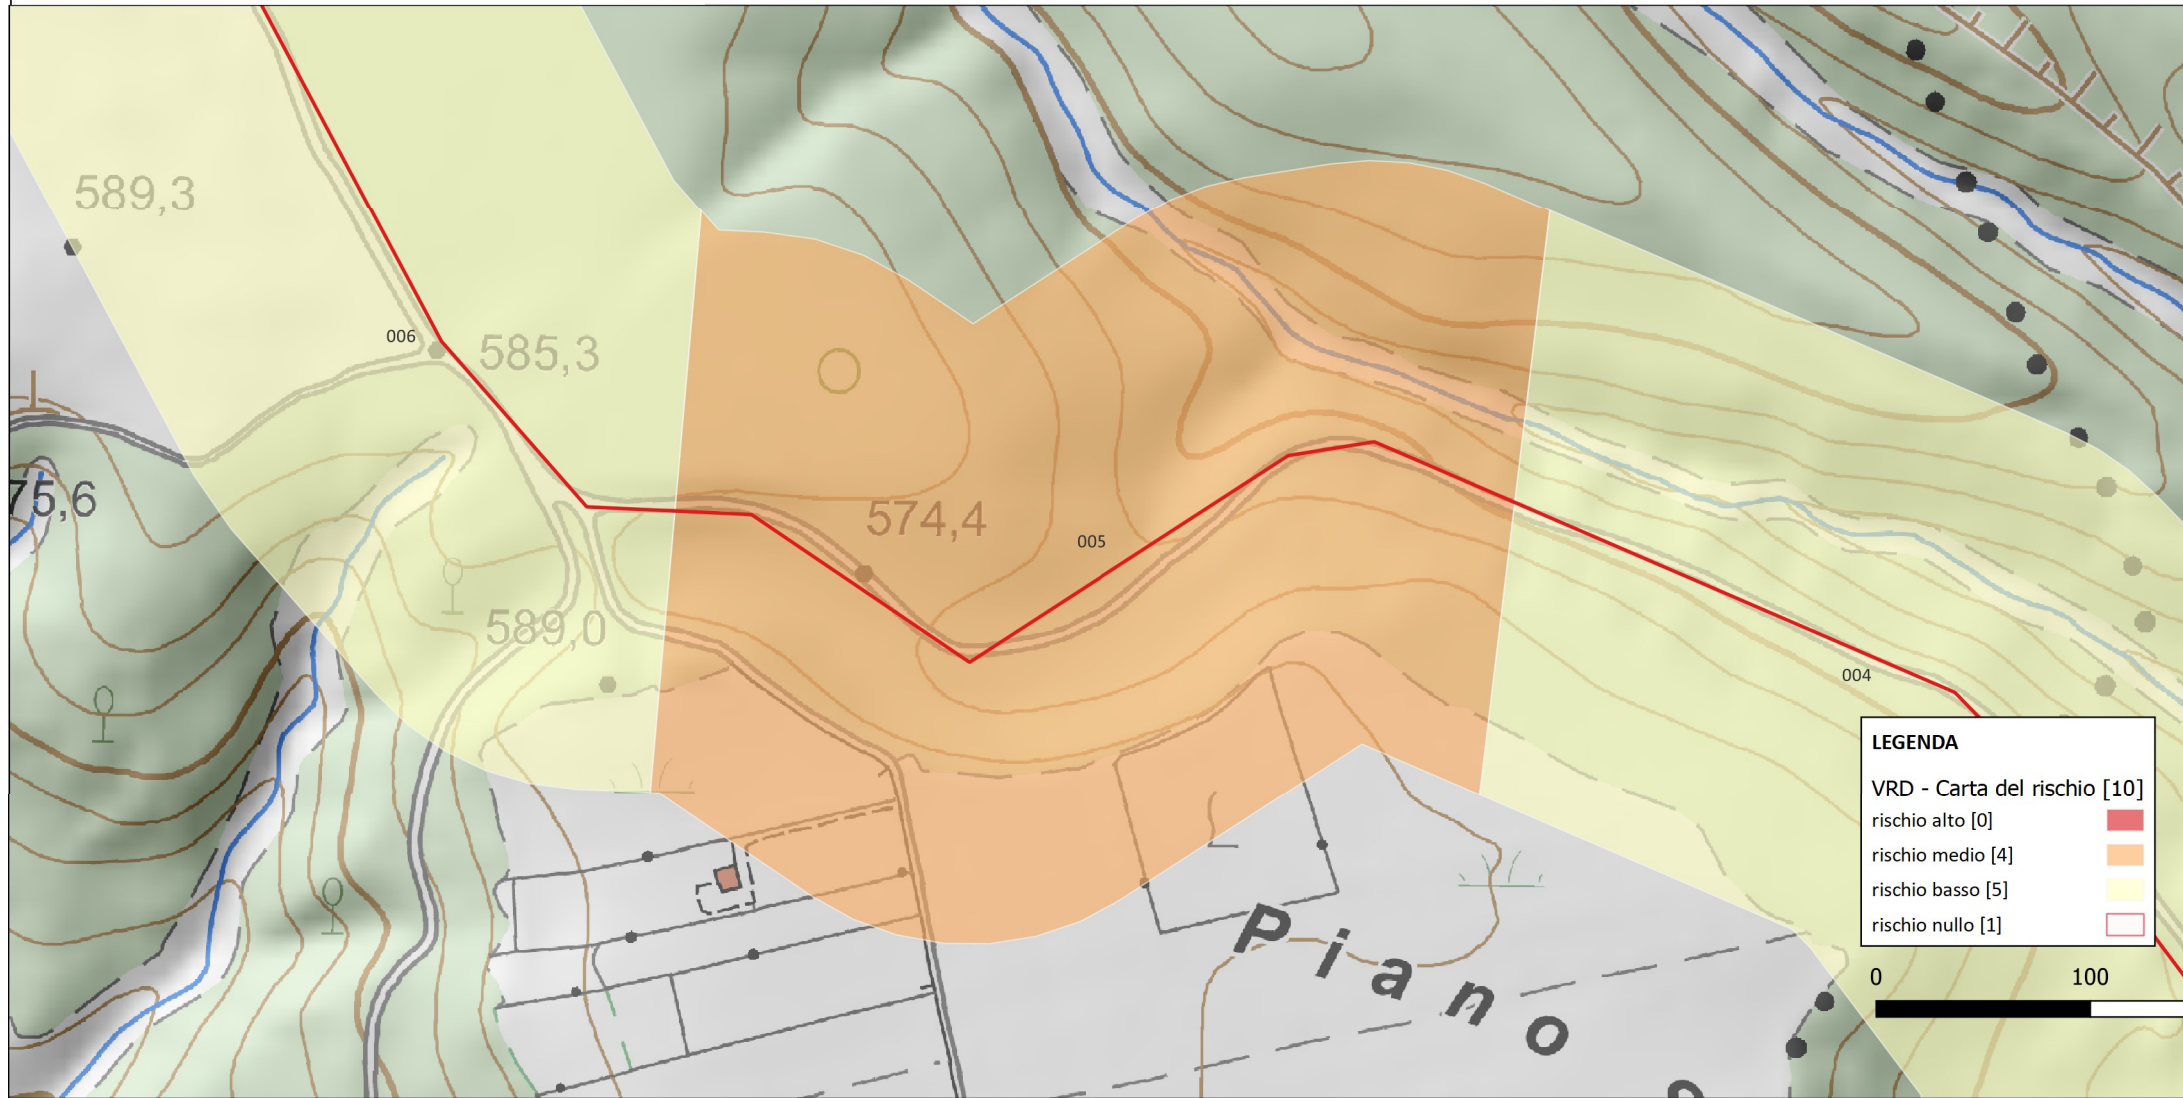 589,3
006
585,3
75,6
574,4
005
589,0
004
LEGENDA
VRD - Carta del rischio [10]
rischio alto [0]
rischio medio [4]
rischio basso [5]
rischio nullo [1]
Piano
0 100